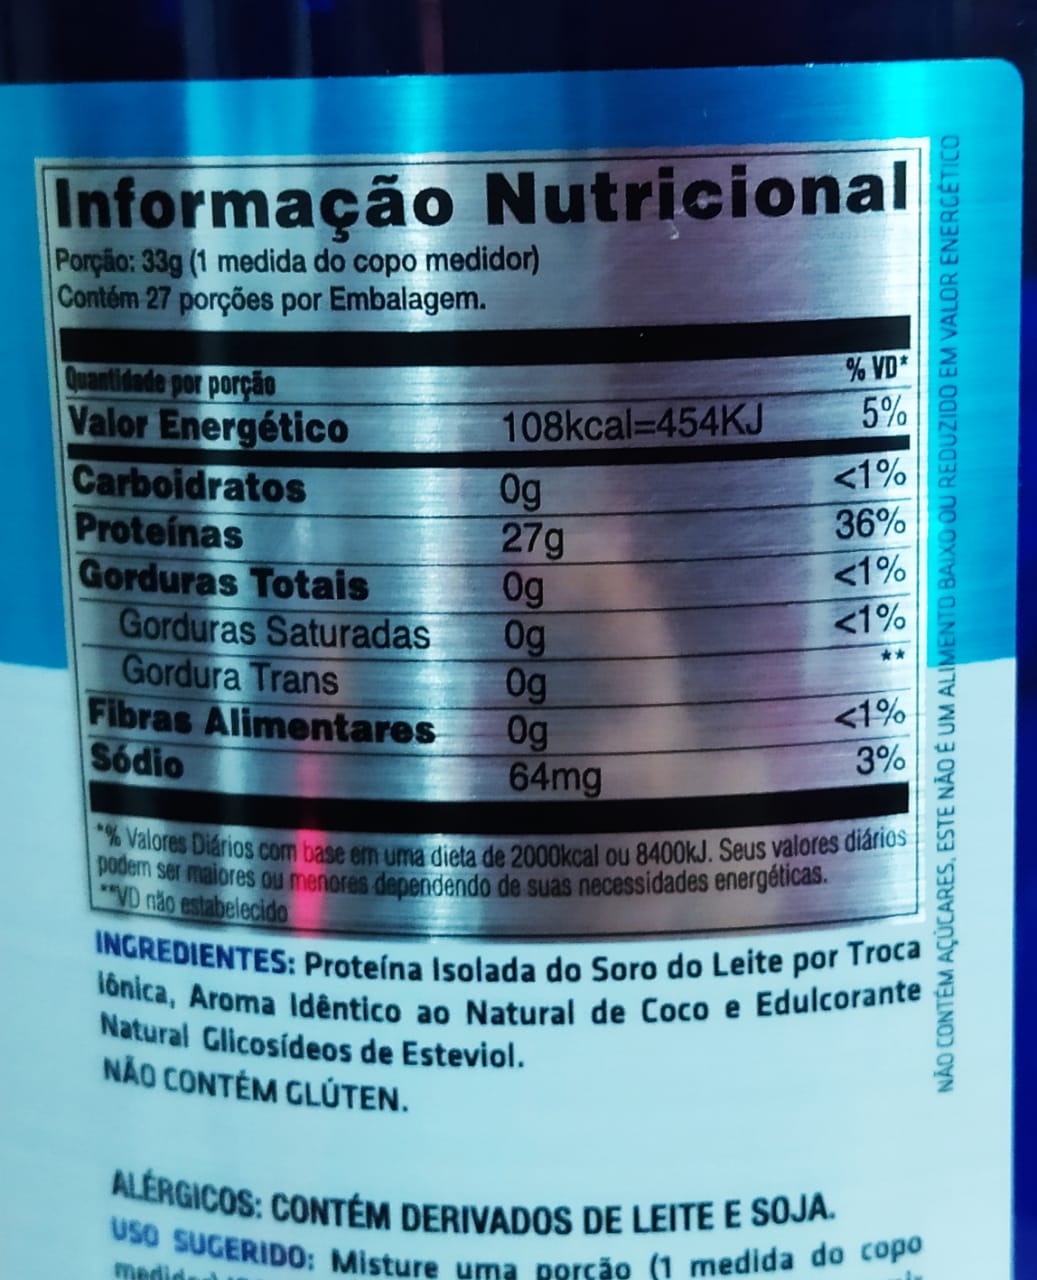 Informação Nutricional
Porção: 33g (1 medida do copo medidor)
Contém 27 porções por Embalagem.
% VD*
Quantidade por porção
Valor Energético 108kcal=454KJ 5%
Carboidratos 0g <1%
Proteínas 27g 36%
Gorduras Totais 0g <1%
Gorduras Saturadas 0g <1%
Gordura Trans 0g **
Fibras Alimentares 0g <1%
Sódio 64mg 3%
*% Valores Diários com base em uma dieta de 2000kcal ou 8400kJ. Seus valores diários
podem ser maiores ou menores dependendo de suas necessidades energéticas.
**VD não estabelecido
INGREDIENTES: Proteína Isolada do Soro do Leite por Troca
Iônica, Aroma Idêntico ao Natural de Coco e Edulcorante
Natural Glicosídeos de Esteviol.
NÃO CONTÉM GLÚTEN.
ALÉRGICOS: CONTÉM DERIVADOS DE LEITE E SOJA.
USO SUGERIDO: Misture uma porção (1 medida do copo
NÃO CONTÉM AÇÚCARES, ESTE NÃO É UM ALIMENTO BAIXO OU REDUZIDO EM VALOR ENERGÉTICO